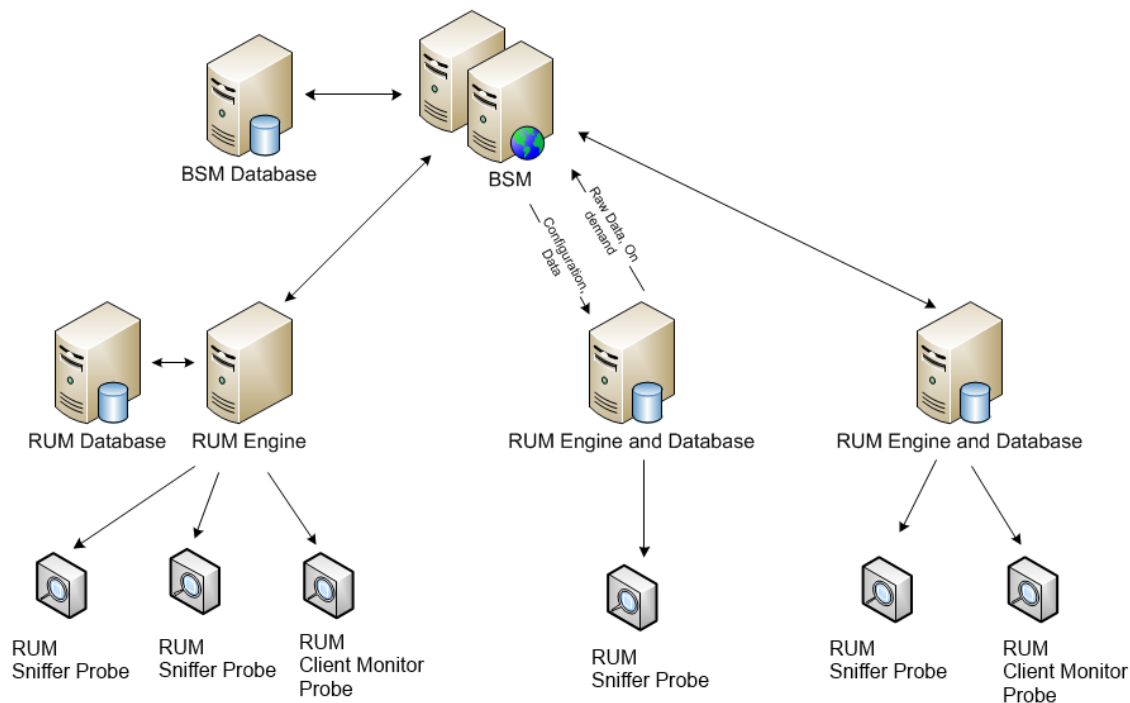 BSM Database
BSM
Raw Data, On
demand
Configuration,
Data
RUM Database
RUM Engine
RUM Engine and Database
RUM Engine and Database
RUM
Sniffer Probe
RUM
Sniffer Probe
RUM
Client Monitor
Probe
RUM
Sniffer Probe
RUM
Sniffer Probe
RUM
Client Monitor
Probe